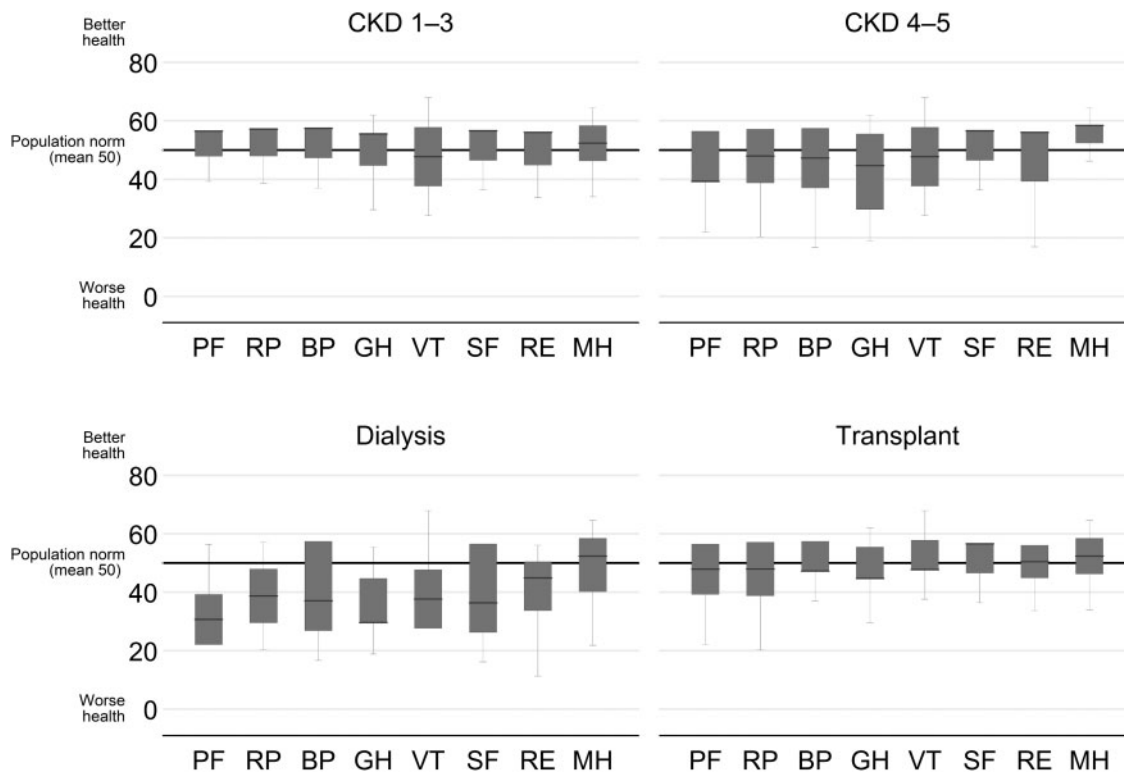 CKD 1–3
Better
health
80
60
Population norm
(mean 50)
40
20
Worse
health
0
PF RP BP GH VT SF RE MH
CKD 4–5
PF RP BP GH VT SF RE MH
Dialysis
Better
health
80
60
Population norm
(mean 50)
40
20
Worse
health
0
PF RP BP GH VT SF RE MH
Transplant
PF RP BP GH VT SF RE MH